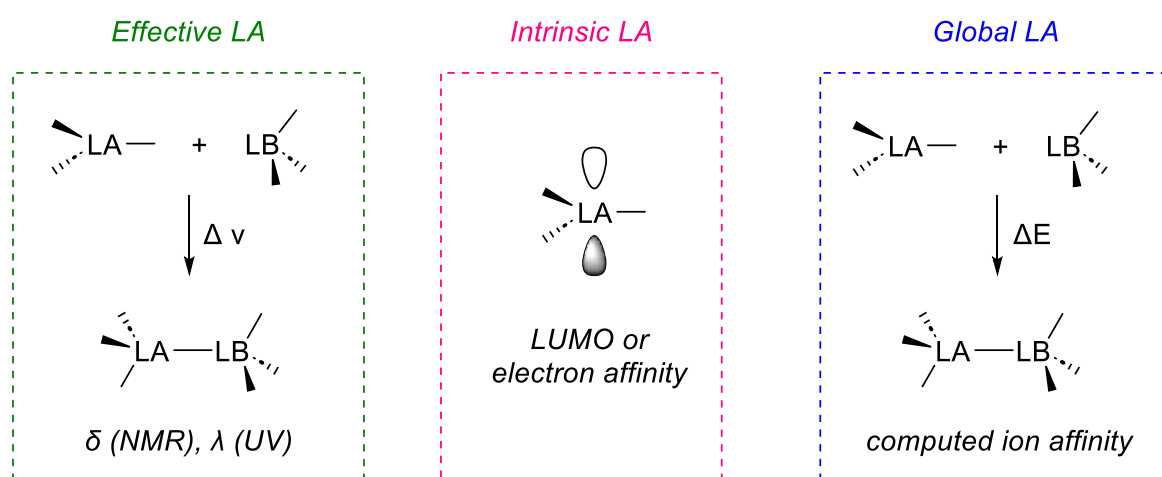 Effective LA
LA + LB
Δ ν
LA LB
δ (NMR), λ (UV)
Intrinsic LA
LA
LUMO or
electron affinity
Global LA
LA + LB
ΔE
LA LB
computed ion affinity